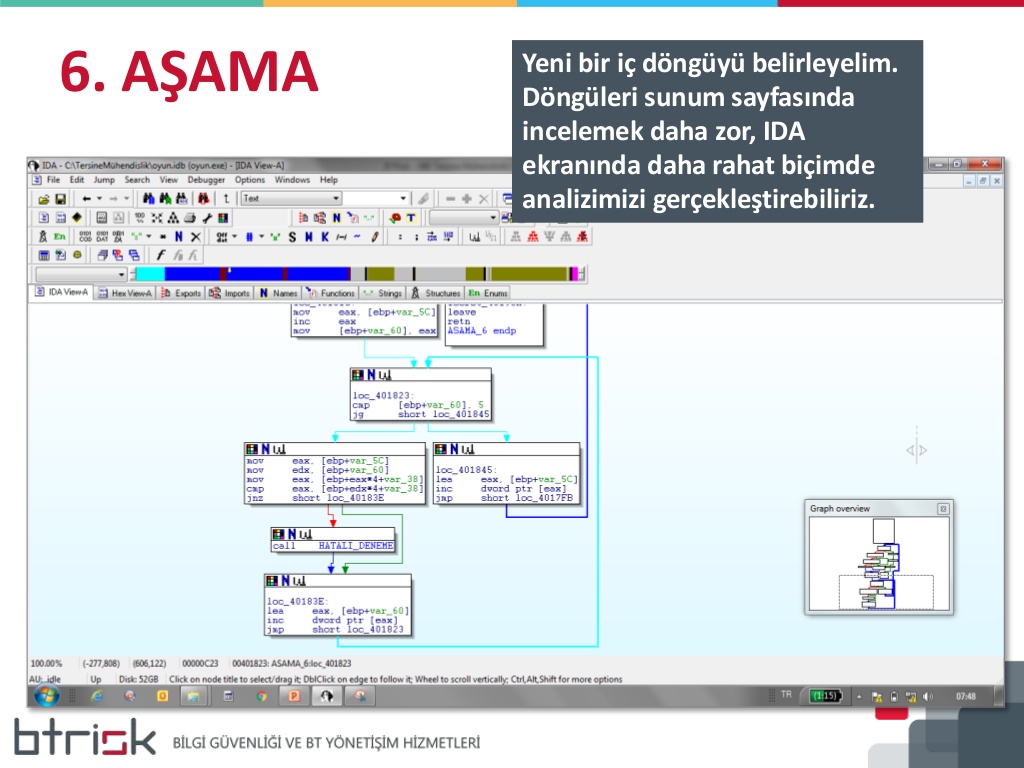 6. AŞAMA
Yeni bir iç döngüyü belirleyelim.
Döngüleri sunum sayfasında
incelemek daha zor, IDA
ekranında daha rahat biçimde
analizimizi gerçekleştirebiliriz.
IDA - C:\TersineMühendislik\oyun.idb (oyun.exe) - [IDA View-A]
File Edit Jump Search View Debugger Options Windows Help
Text
IDA View-A Hex View-A Exports Imports Names Functions Strings Structures Enums
mov eax, [ebp+var_5C]
inc eax
mov [ebp+var_60], eax
leave
retn
ASAMA_6 endp
loc_401823:
cmp [ebp+var_60], 5
jg short loc_401845
mov eax, [ebp+var_5C]
mov edx, [ebp+var_60]
mov eax, [ebp+eax*4+var_38]
cmp eax, [ebp+edx*4+var_38]
jnz short loc_40183E
loc_401845:
lea eax, [ebp+var_5C]
inc dword ptr [eax]
jmp short loc_4017FB
call HATALI_DENEME
loc_40183E:
lea eax, [ebp+var_60]
inc dword ptr [eax]
jmp short loc_401823
Graph overview
100.00% (-277,808) (606,122) 00000C23 00401823: ASAMA_6:loc_401823
AU: idle Up Disk: 52GB Click on node title to select/drag it; DblClick on edge to follow it; Wheel to scroll vertically; Ctrl,Alt,Shift for more options
TR (1:15) 07:48
btrisk BİLGİ GÜVENLİĞİ VE BT YÖNETİŞİM HİZMETLERİ